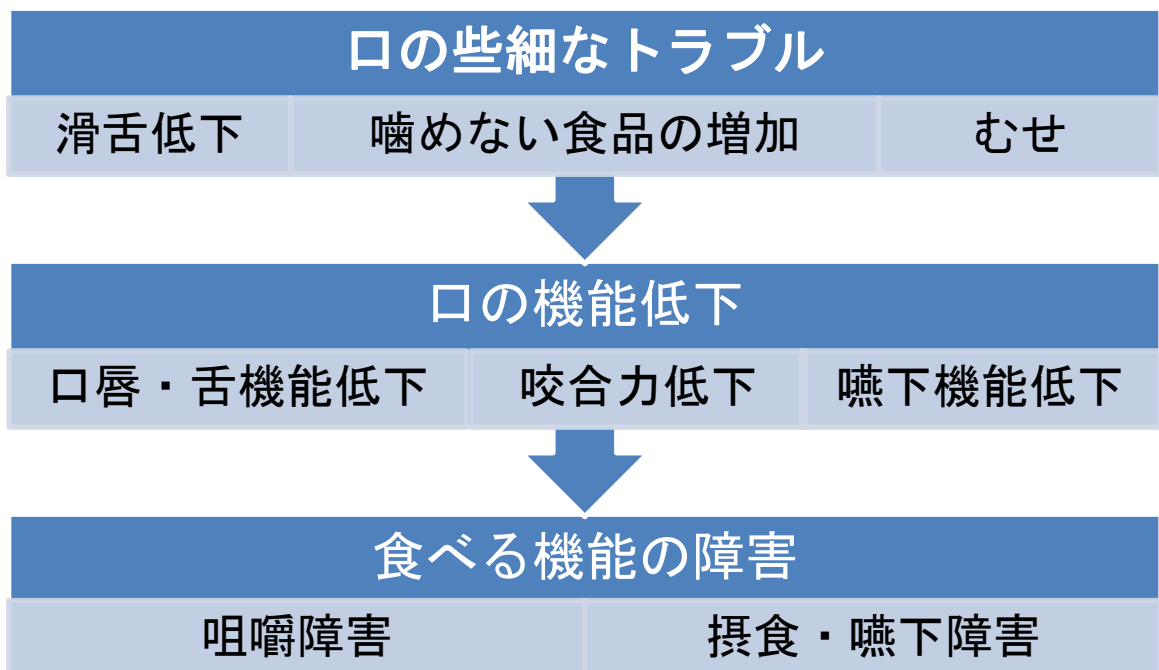 口の些細なトラブル
滑舌低下 噛めない食品の増加 むせ
口の機能低下
口唇・舌機能低下 咬合力低下 嚥下機能低下
食べる機能の障害
咀嚼障害 摂食・嚥下障害